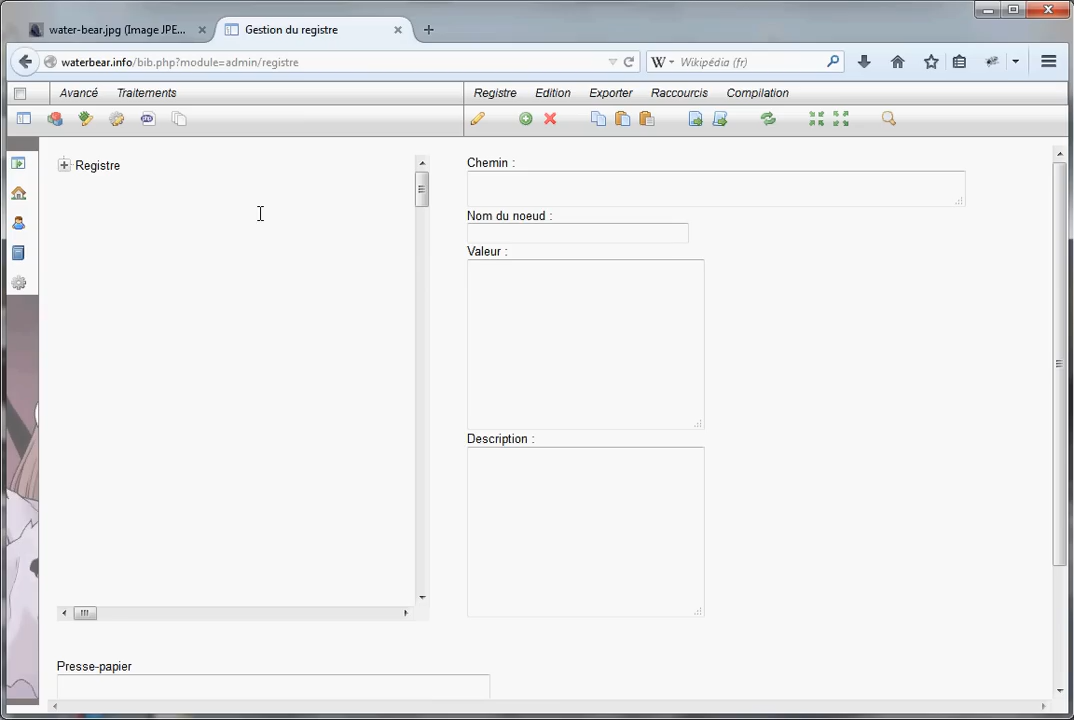 water-bear.jpg (Image JPE...
Gestion du registre
waterbear.info/bib.php?module=admin/registre
W Wikipédia (fr)
Avancé Traitements
Registre Edition Exporter Raccourcis Compilation
Registre
Chemin :
Nom du noeud :
Valeur :
Description :
Presse-papier